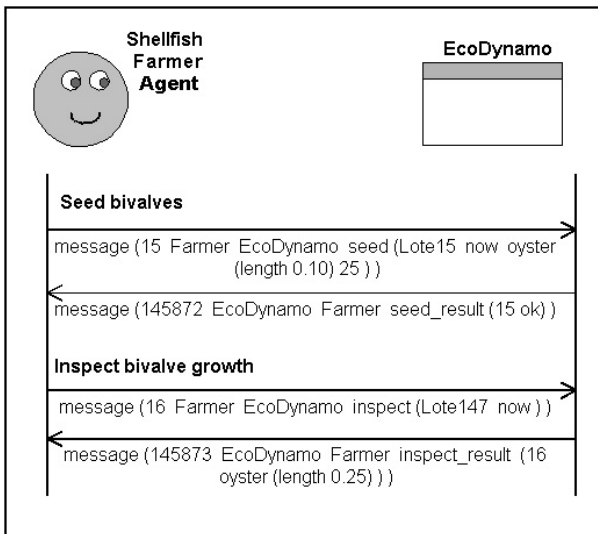 Shellfish
Farmer
Agent
EcoDynamo
Seed bivalves
message (15 Farmer EcoDynamo seed (Lote15 now oyster
(length 0.10) 25 ) )
message (145872 EcoDynamo Farmer seed_result (15 ok) )
Inspect bivalve growth
message (16 Farmer EcoDynamo inspect (Lote147 now ) )
message (145873 EcoDynamo Farmer inspect_result (16
oyster (length 0.25) ) )